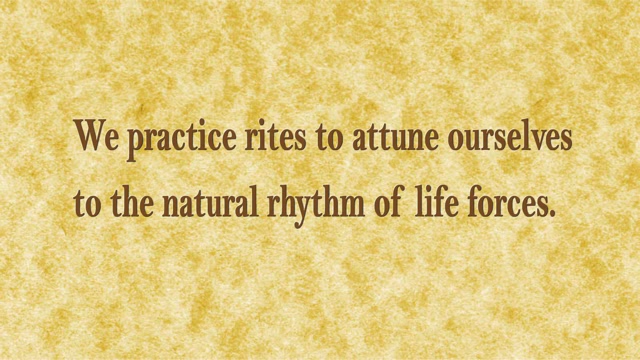 We practice rites to attune ourselves
to the natural rhythm of life forces.